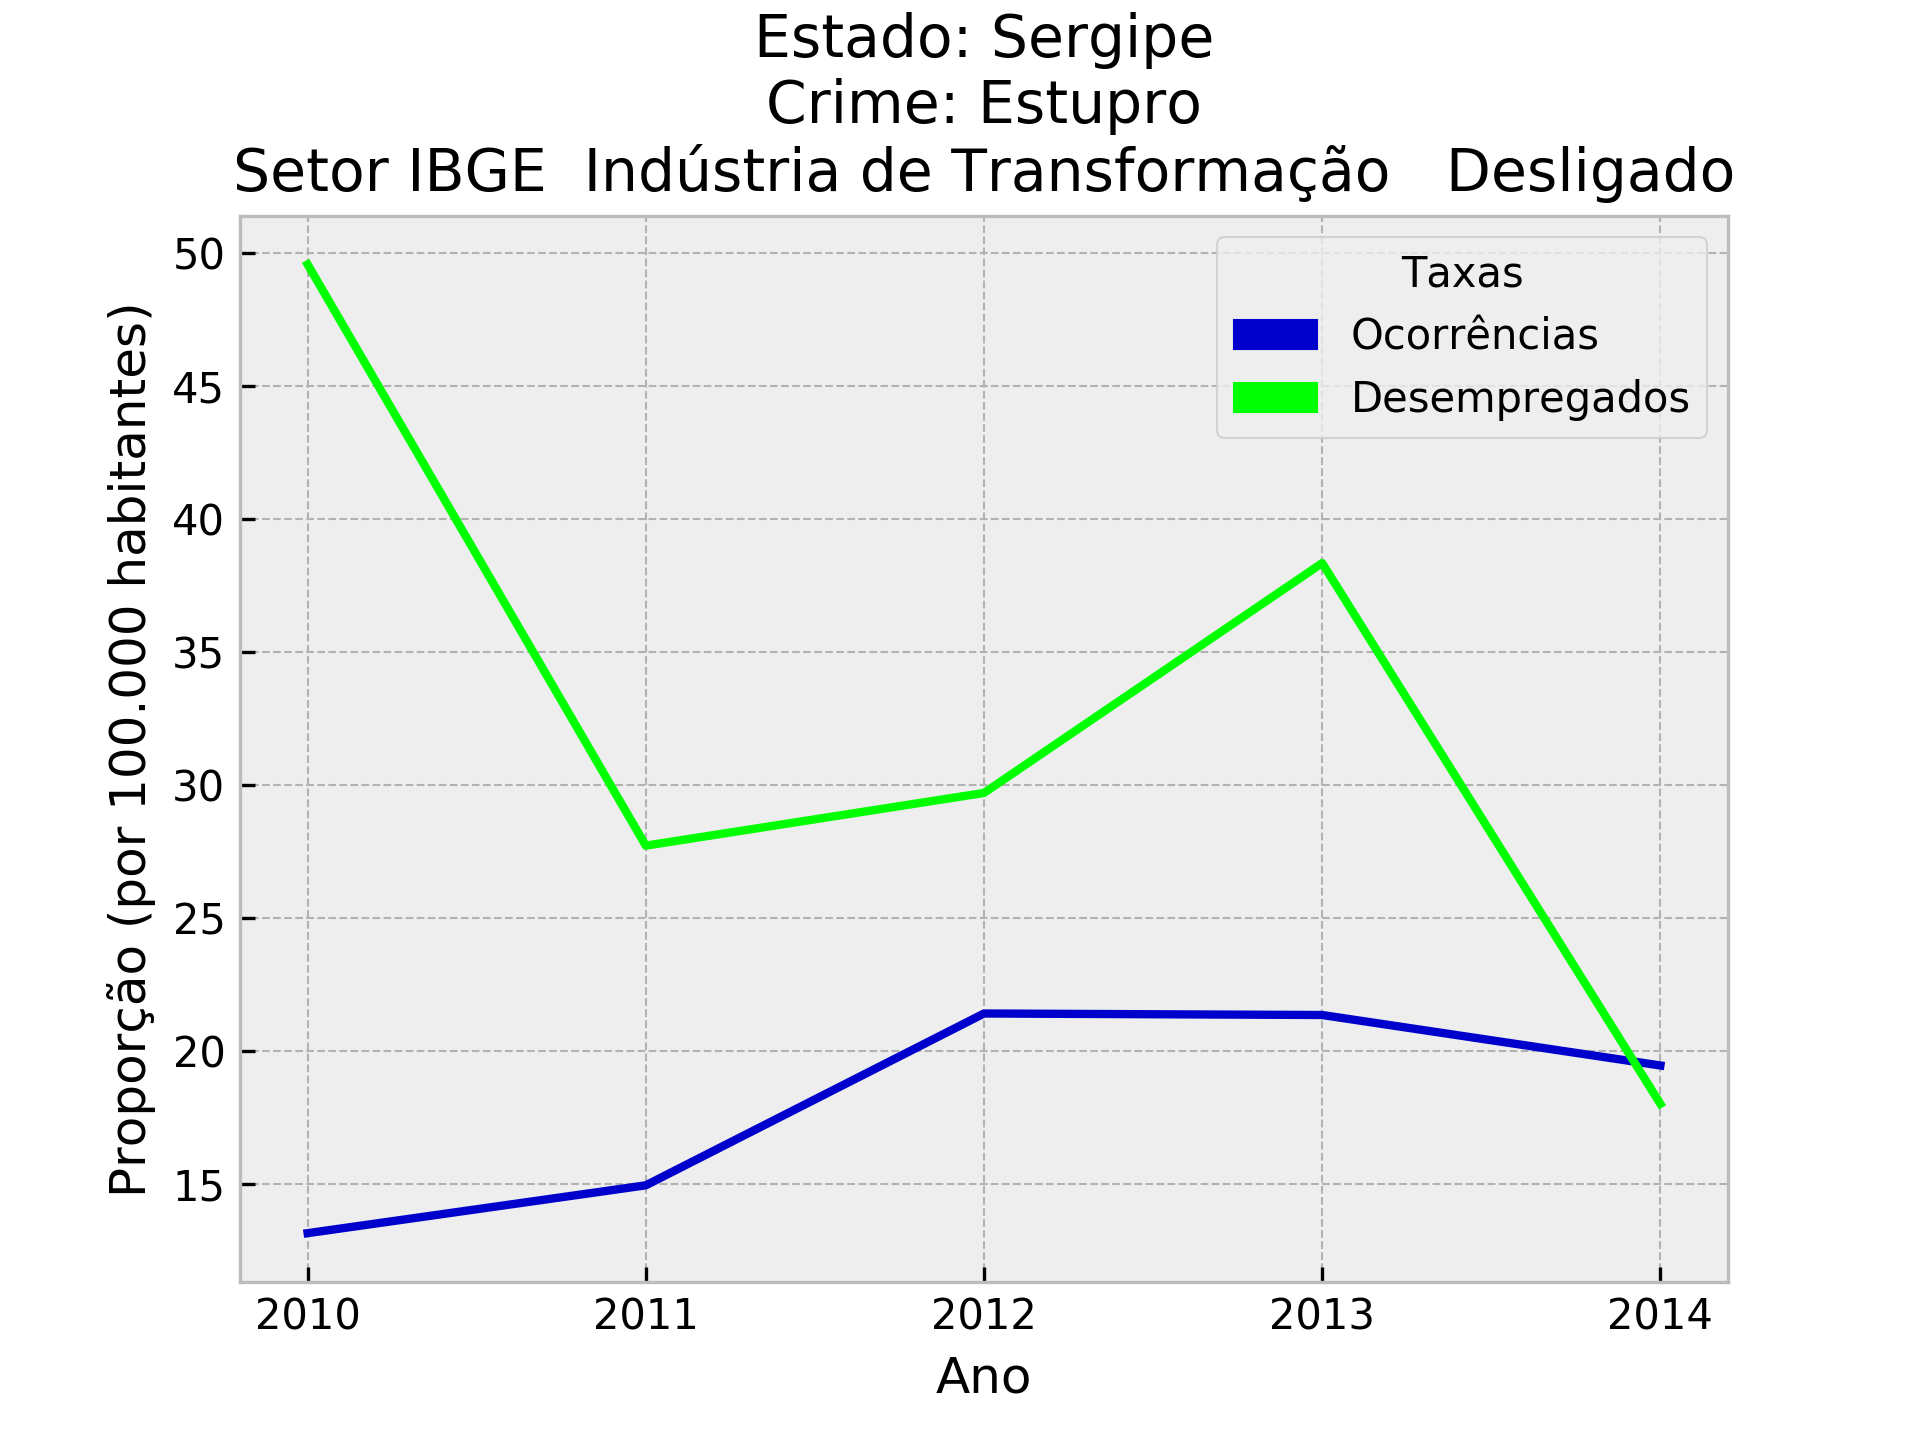 Estado: Sergipe
Crime: Estupro
Setor IBGE  Indústria de Transformação   Desligado
Proporção (por 100.000 habitantes)
50
45
40
35
30
25
20
15
Taxas
Ocorrências
Desempregados
2010 2011 2012 2013 2014
Ano